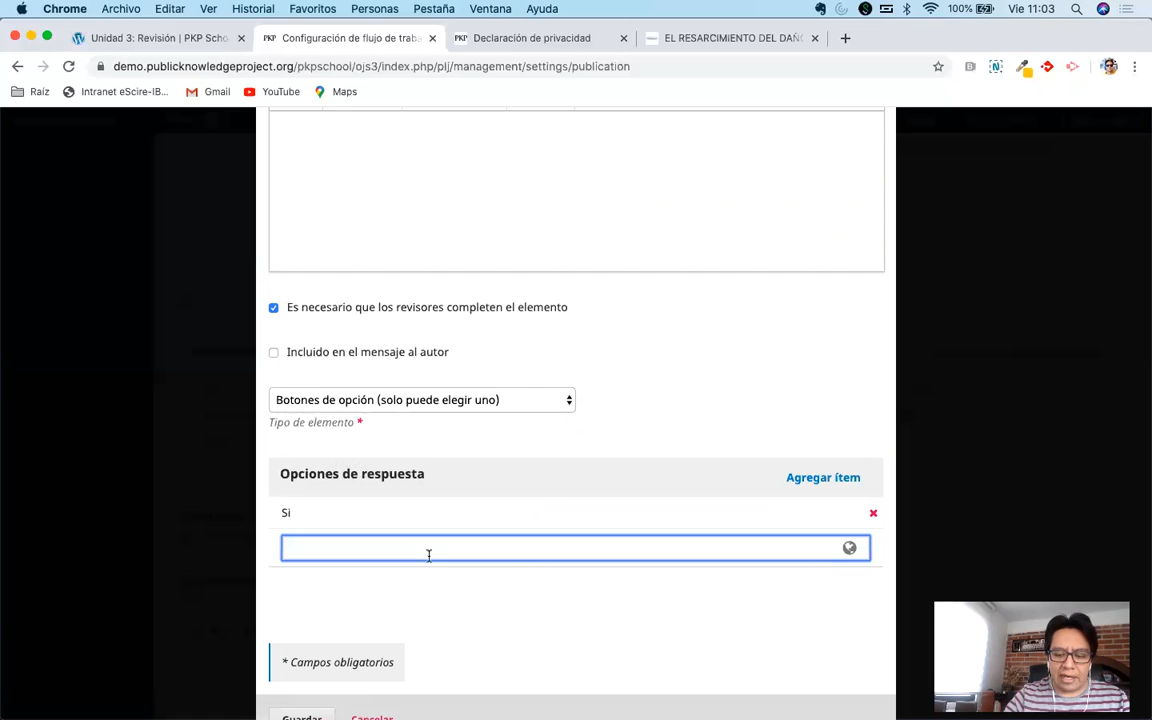 Chrome Archivo Editar Ver Historial Favoritos Personas Pestaña Ventana Ayuda 100% Vie 11:03
Unidad 3: Revisión | PKP Scho
PKP Configuración de flujo de traba
PKP Declaración de privacidad
EL RESARCIMIENTO DEL DAÑO
demo.publicknowledgeproject.org/pkpschool/ojs3/index.php/plj/management/settings/publication
Raíz Intranet eScire-IB... Gmail YouTube Maps
Es necesario que los revisores completen el elemento
Incluido en el mensaje al autor
Botones de opción (solo puede elegir uno)
Tipo de elemento *
Opciones de respuesta
Agregar ítem
Si
* Campos obligatorios
Guardar Cancelar